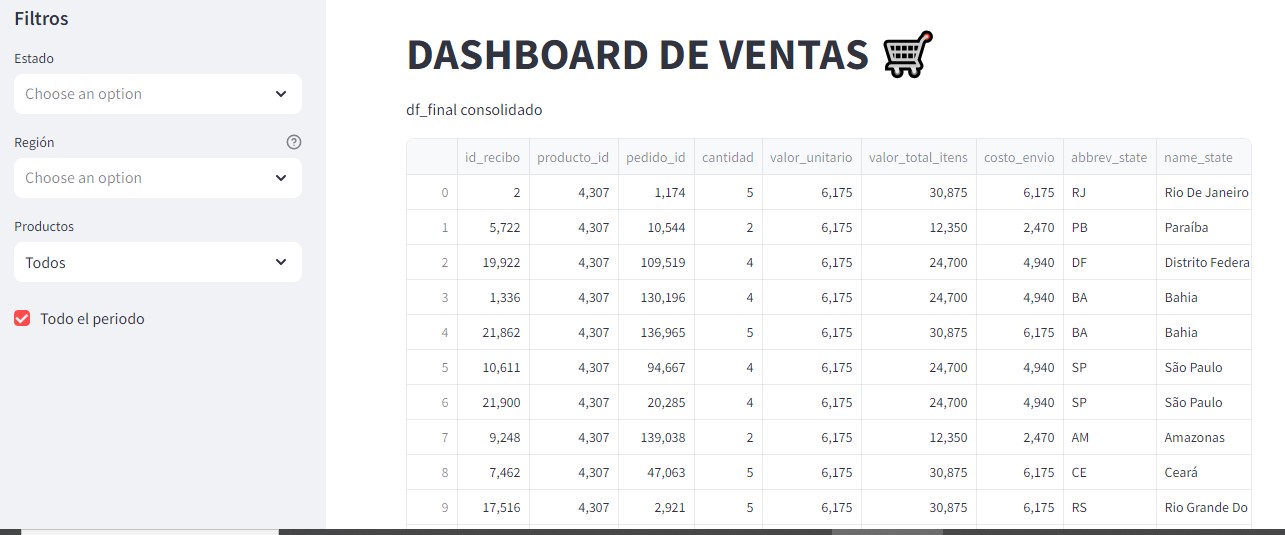 Filtros
Estado
Choose an option
Región
Choose an option
Productos
Todos
Todo el periodo
DASHBOARD DE VENTAS
df_final consolidado
id_recibo producto_id pedido_id cantidad valor_unitario valor_total_itens costo_envio abbrev_state name_state
0 2 4,307 1,174 5 6,175 30,875 6,175 RJ Rio De Janeiro
1 5,722 4,307 10,544 2 6,175 12,350 2,470 PB Paraíba
2 19,922 4,307 109,519 4 6,175 24,700 4,940 DF Distrito Federa
3 1,336 4,307 130,196 4 6,175 24,700 4,940 BA Bahia
4 21,862 4,307 136,965 5 6,175 30,875 6,175 BA Bahia
5 10,611 4,307 94,667 4 6,175 24,700 4,940 SP São Paulo
6 21,900 4,307 20,285 4 6,175 24,700 4,940 SP São Paulo
7 9,248 4,307 139,038 2 6,175 12,350 2,470 AM Amazonas
8 7,462 4,307 47,063 5 6,175 30,875 6,175 CE Ceará
9 17,516 4,307 2,921 5 6,175 30,875 6,175 RS Rio Grande Do